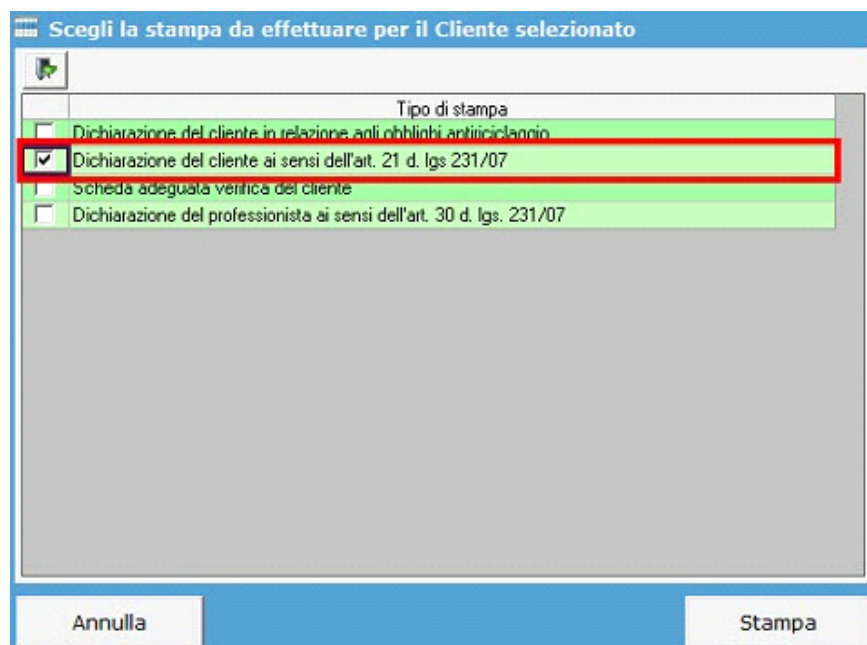 Scegli la stampa da effettuare per il Cliente selezionato
Tipo di stampa
Dichiarazione del cliente in relazione agli obblighi antiriciclaggio
Dichiarazione del cliente ai sensi dell'art. 21 d. lgs 231/07
Scheda adeguata verifica del cliente
Dichiarazione del professionista ai sensi dell'art. 30 d. lgs. 231/07
Annulla
Stampa